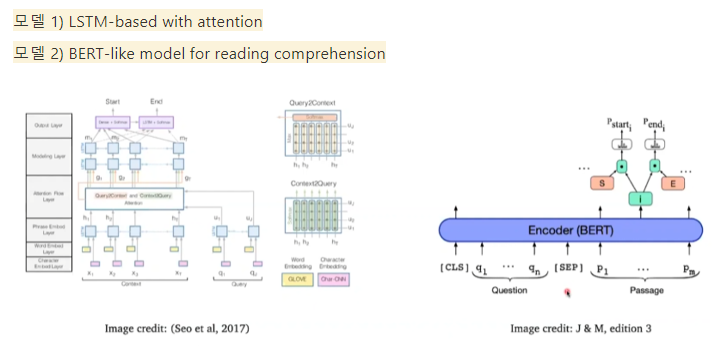 모델 1) LSTM-based with attention
모델 2) BERT-like model for reading comprehension
Start End
Query2Context
Output Layer
Modeling Layer
Attention Flow Layer
Query2Context and Context2Query
Attention
Phrase Embed Layer
Word Embed Layer
Character Embed Layer
Context
Query
Context2Query
Word Embedding
Character Embedding
GLOVE
Char-CNN
Image credit: (Seo et al, 2017)
P start i
P end i
S
E
i
Encoder (BERT)
[CLS] q1 ... qn [SEP] P1 ... Pm
Question
Passage
Image credit: J & M, edition 3